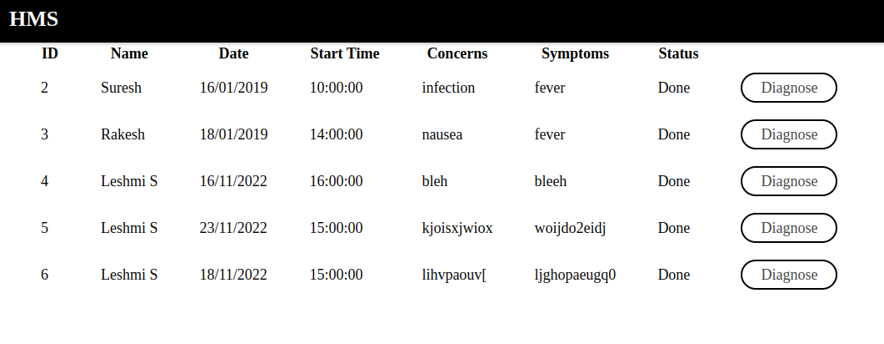 HMS
ID Name Date Start Time Concerns Symptoms Status
2 Suresh 16/01/2019 10:00:00 infection fever Done Diagnose
3 Rakesh 18/01/2019 14:00:00 nausea fever Done Diagnose
4 Leshmi S 16/11/2022 16:00:00 bleh bleeh Done Diagnose
5 Leshmi S 23/11/2022 15:00:00 kjoisxjwiox woijdo2eidj Done Diagnose
6 Leshmi S 18/11/2022 15:00:00 lihvpaouv[ ljghopaeugq0 Done Diagnose